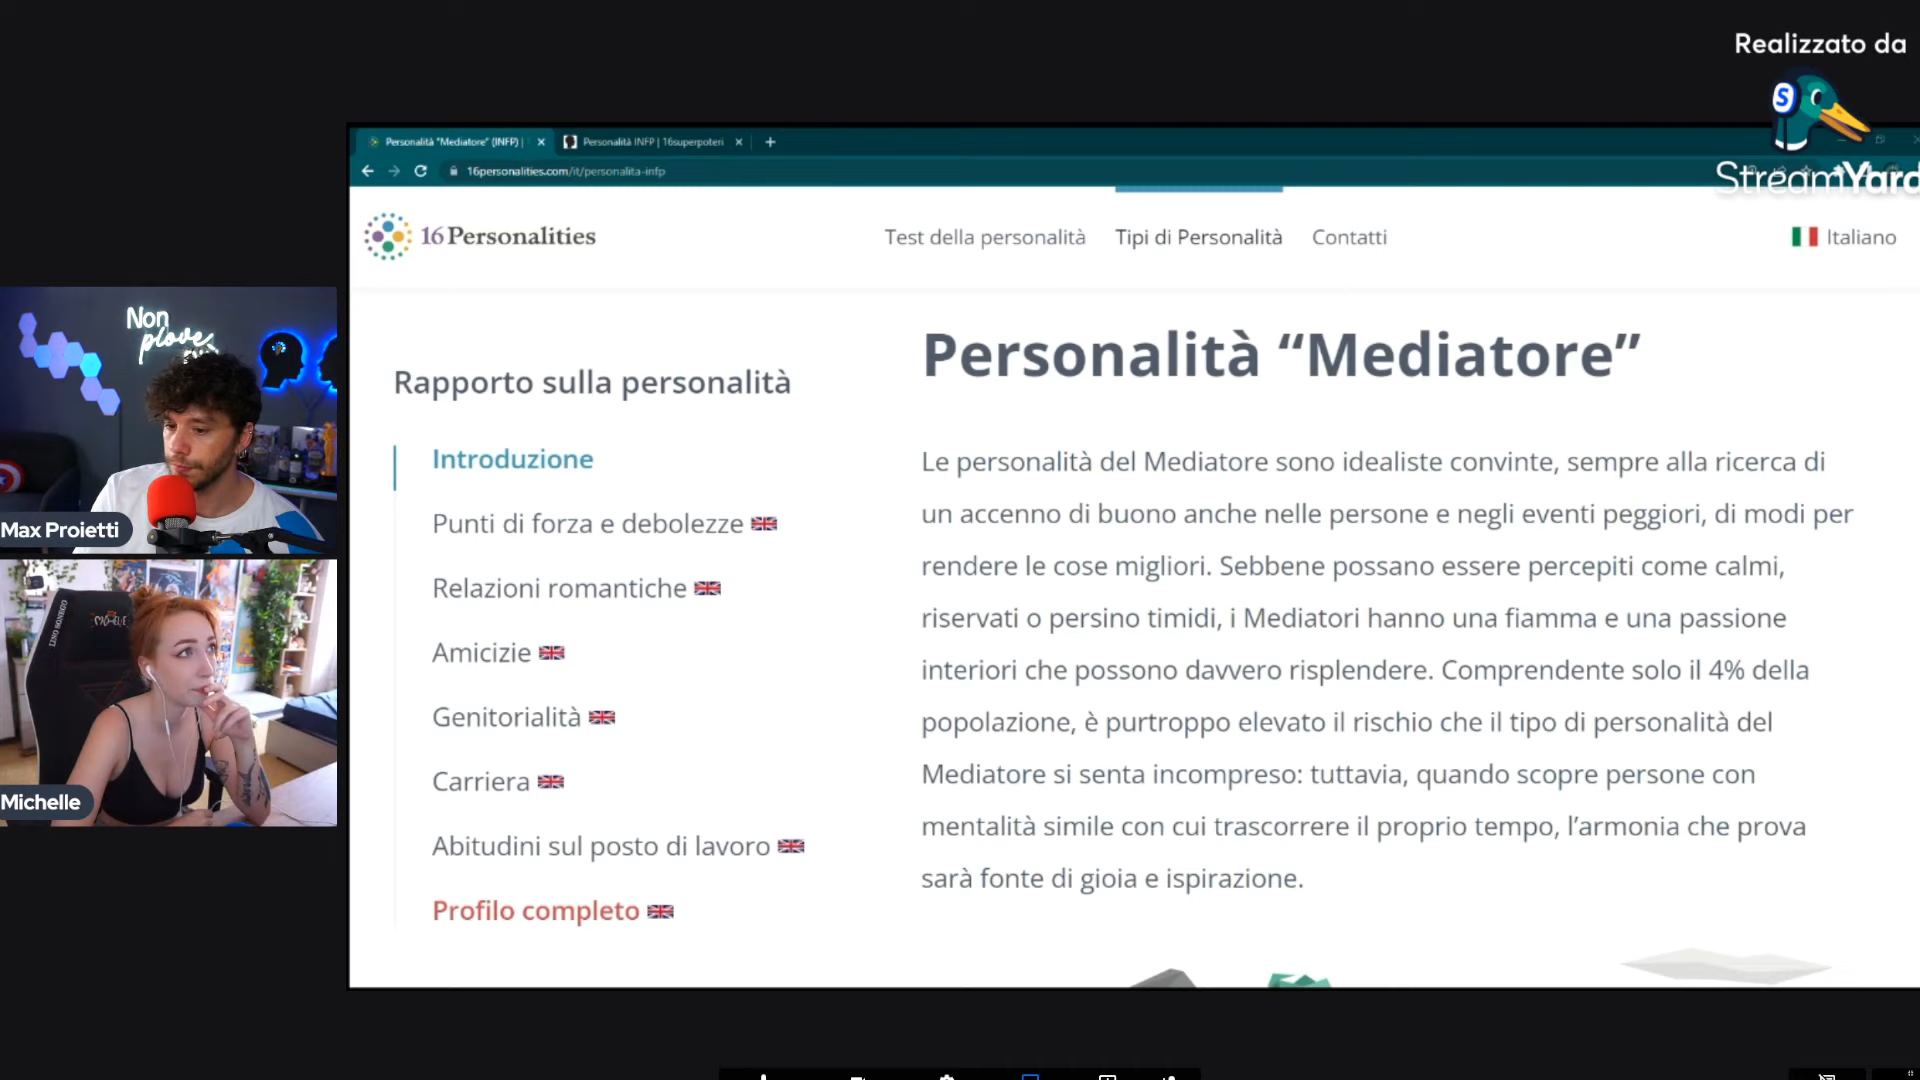 Realizzato da
StreamYard
Personalità "Mediatore" (INFP) |
Personalità INFP | 16superpoteri
16personalities.com/it/personalita-infp
16Personalities
Test della personalità
Tipi di Personalità
Contatti
Italiano
Non
piove
Max Proietti
Michelle
Rapporto sulla personalità
Introduzione
Punti di forza e debolezze
Relazioni romantiche
Amicizie
Genitorialità
Carriera
Abitudini sul posto di lavoro
Profilo completo
Personalità “Mediatore”
Le personalità del Mediatore sono idealiste convinte, sempre alla ricerca di
un accenno di buono anche nelle persone e negli eventi peggiori, di modi per
rendere le cose migliori. Sebbene possano essere percepiti come calmi,
riservati o persino timidi, i Mediatori hanno una fiamma e una passione
interiori che possono davvero risplendere. Comprendente solo il 4% della
popolazione, è purtroppo elevato il rischio che il tipo di personalità del
Mediatore si senta incompreso: tuttavia, quando scopre persone con
mentalità simile con cui trascorrere il proprio tempo, l’armonia che prova
sarà fonte di gioia e ispirazione.